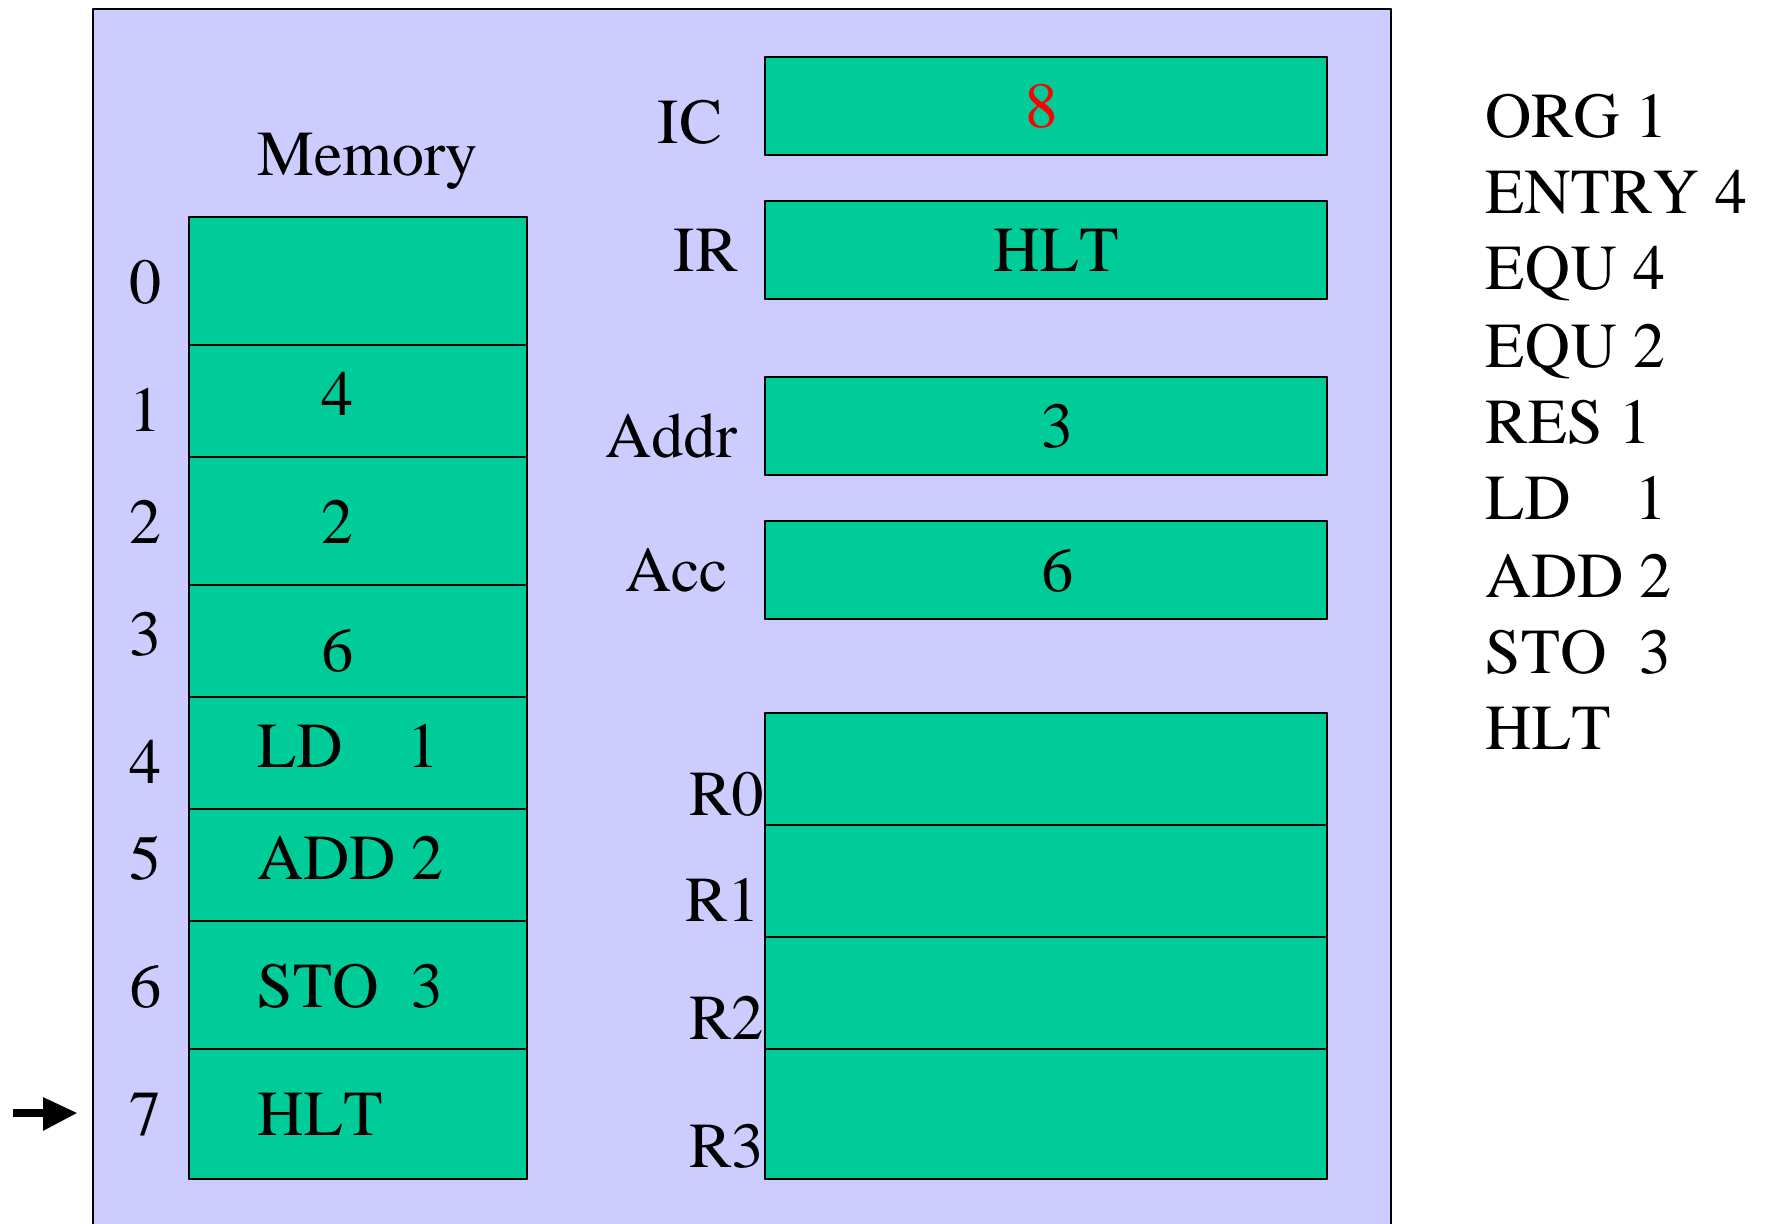 Memory
0
1 4
2 2
3 6
4 LD 1
5 ADD 2
6 STO 3
7 HLT
IC 8
IR HLT
Addr 3
Acc 6
R0
R1
R2
R3
ORG 1
ENTRY 4
EQU 4
EQU 2
RES 1
LD 1
ADD 2
STO 3
HLT